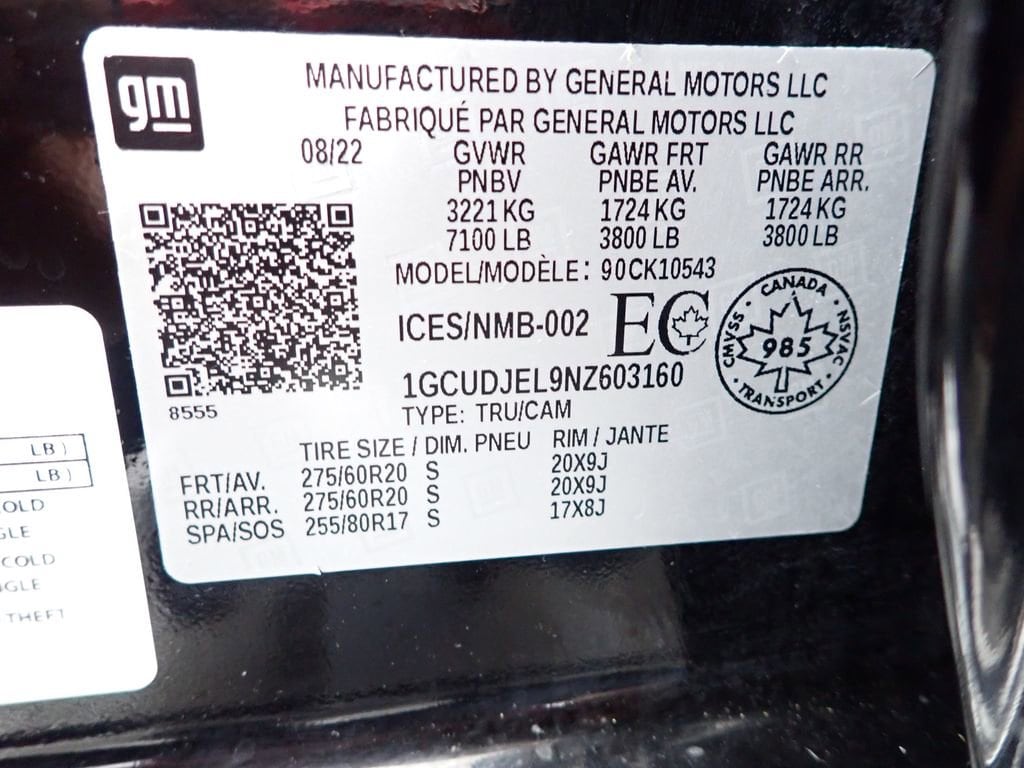 gm
MANUFACTURED BY GENERAL MOTORS LLC
FABRIQUÉ PAR GENERAL MOTORS LLC
08/22 GVWR GAWR FRT GAWR RR
PNBV PNBE AV. PNBE ARR.
3221 KG 1724 KG 1724 KG
7100 LB 3800 LB 3800 LB
MODEL/MODÈLE: 90CK10543
ICES/NMB-002 EC
CANADA
CMVSS · NSVAC
985
· TRANSPORT ·
1GCUDJEL9NZ603160
8555
TYPE: TRU/CAM
TIRE SIZE / DIM. PNEU RIM / JANTE
FRT/AV. 275/60R20 S 20X9J
RR/ARR. 275/60R20 S 20X9J
SPA/SOS 255/80R17 S 17X8J
LB )
LB )
COLD
GLE
COLD
NGLE
THEFT